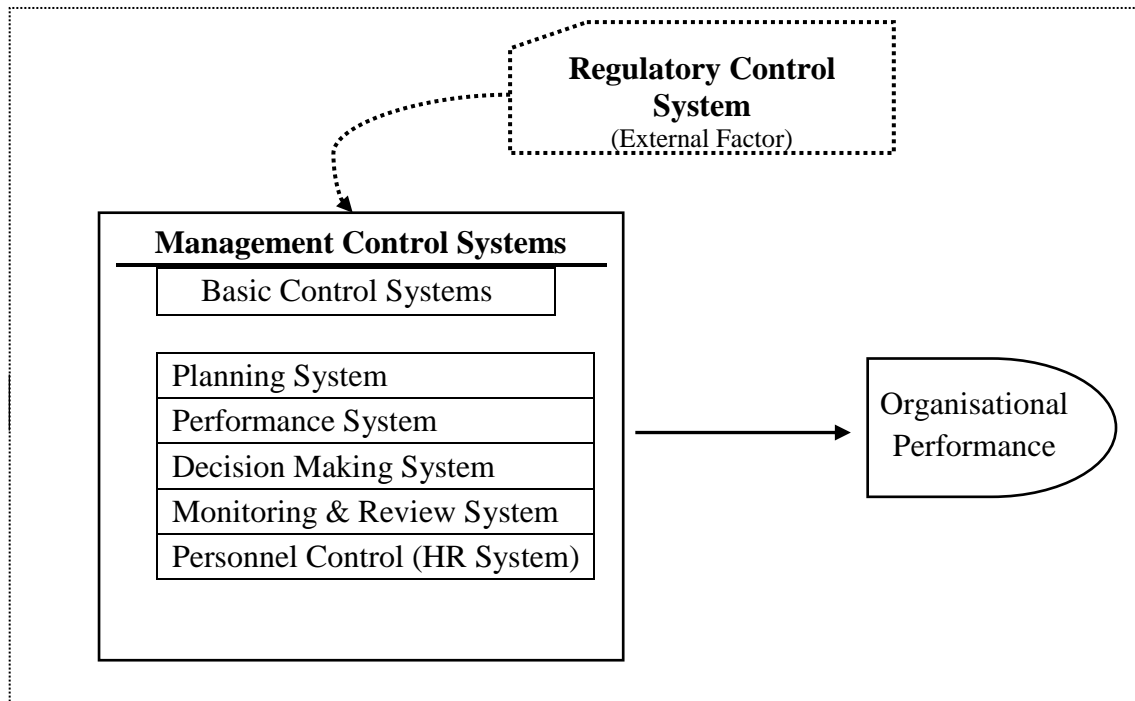 Regulatory Control
System
(External Factor)
Management Control Systems
Basic Control Systems
Planning System
Performance System
Decision Making System
Monitoring & Review System
Personnel Control (HR System)
Organisational
Performance